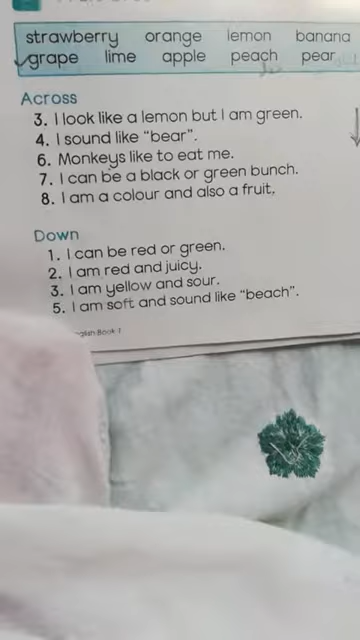 strawberry orange lemon banana
grape lime apple peach pear
Across
3. I look like a lemon but I am green.
4. I sound like “bear”.
6. Monkeys like to eat me.
7. I can be a black or green bunch.
8. I am a colour and also a fruit,
Down
1. I can be red or green.
2. I am red and juicy.
3. I am yellow and sour.
5. I am soft and sound like “beach”.
glish Book 1